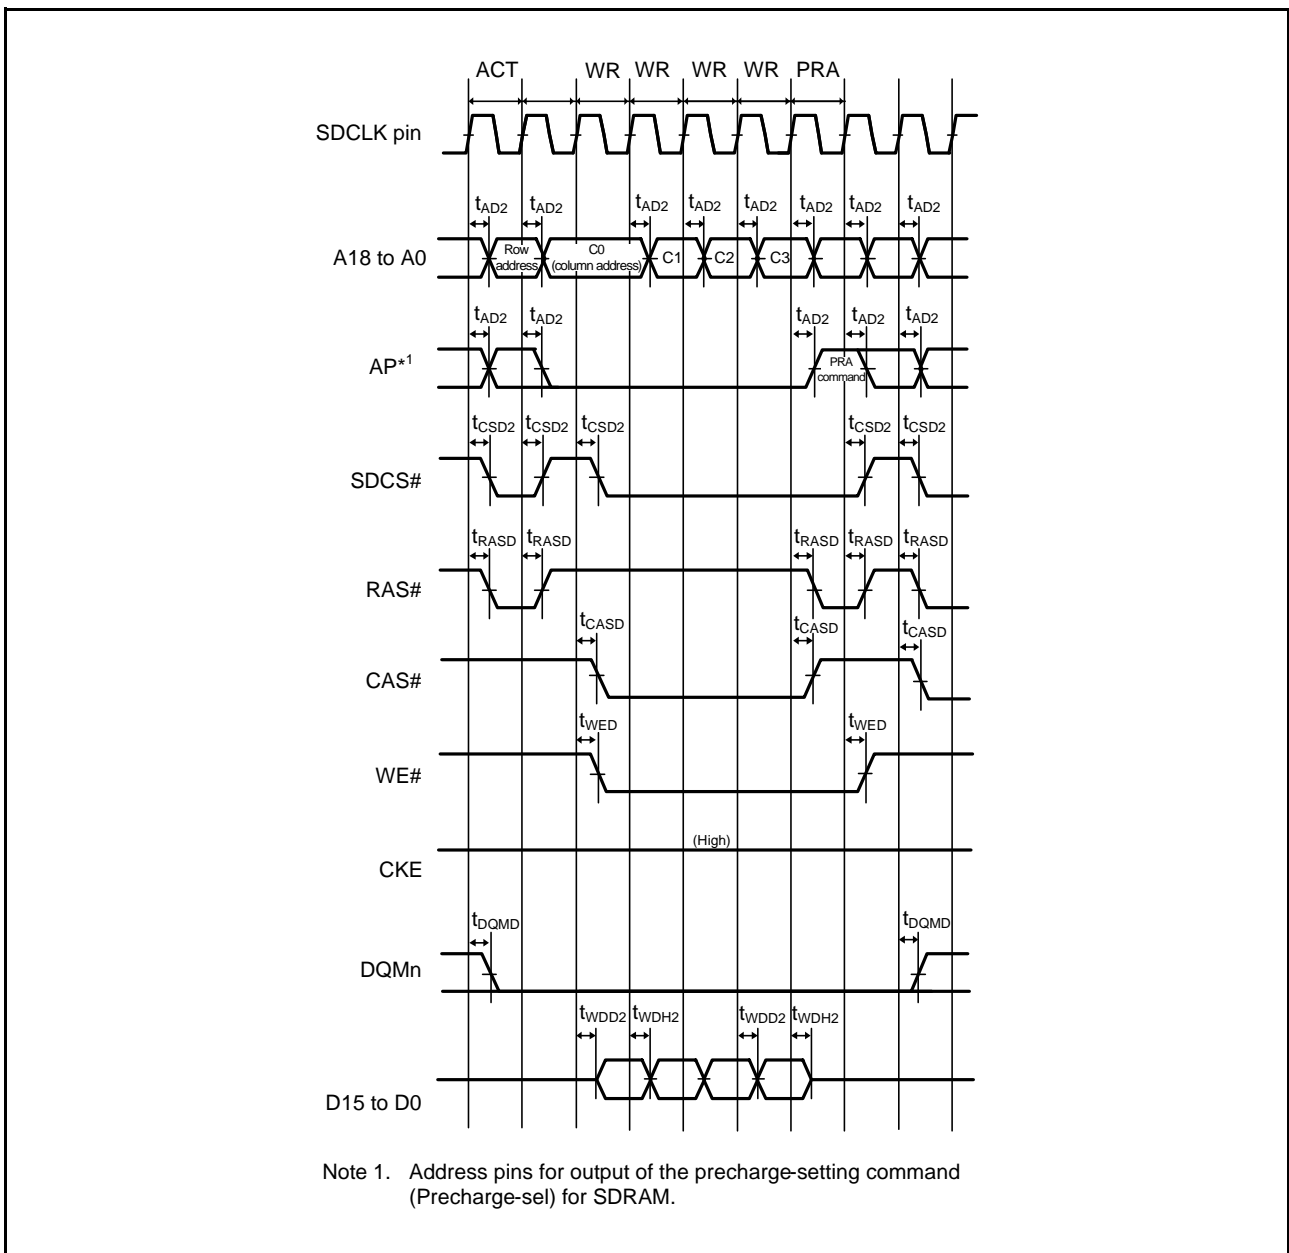 ACT WR WR WR WR PRA
SDCLK pin
tAD2 tAD2 tAD2 tAD2 tAD2 tAD2 tAD2 tAD2
A18 to A0
Row
address
C0
(column address)
C1 C2 C3
tAD2 tAD2 tAD2 tAD2 tAD2
AP*1
PRA
command
tCSD2 tCSD2 tCSD2 tCSD2 tCSD2
SDCS#
tRASD tRASD tRASD tRASD tRASD
RAS#
tCASD tCASD tCASD
CAS#
tWED tWED
WE#
(High)
CKE
tDQMD tDQMD
DQMn
tWDD2 tWDH2 tWDD2 tWDH2
D15 to D0
Note 1. Address pins for output of the precharge-setting command
(Precharge-sel) for SDRAM.